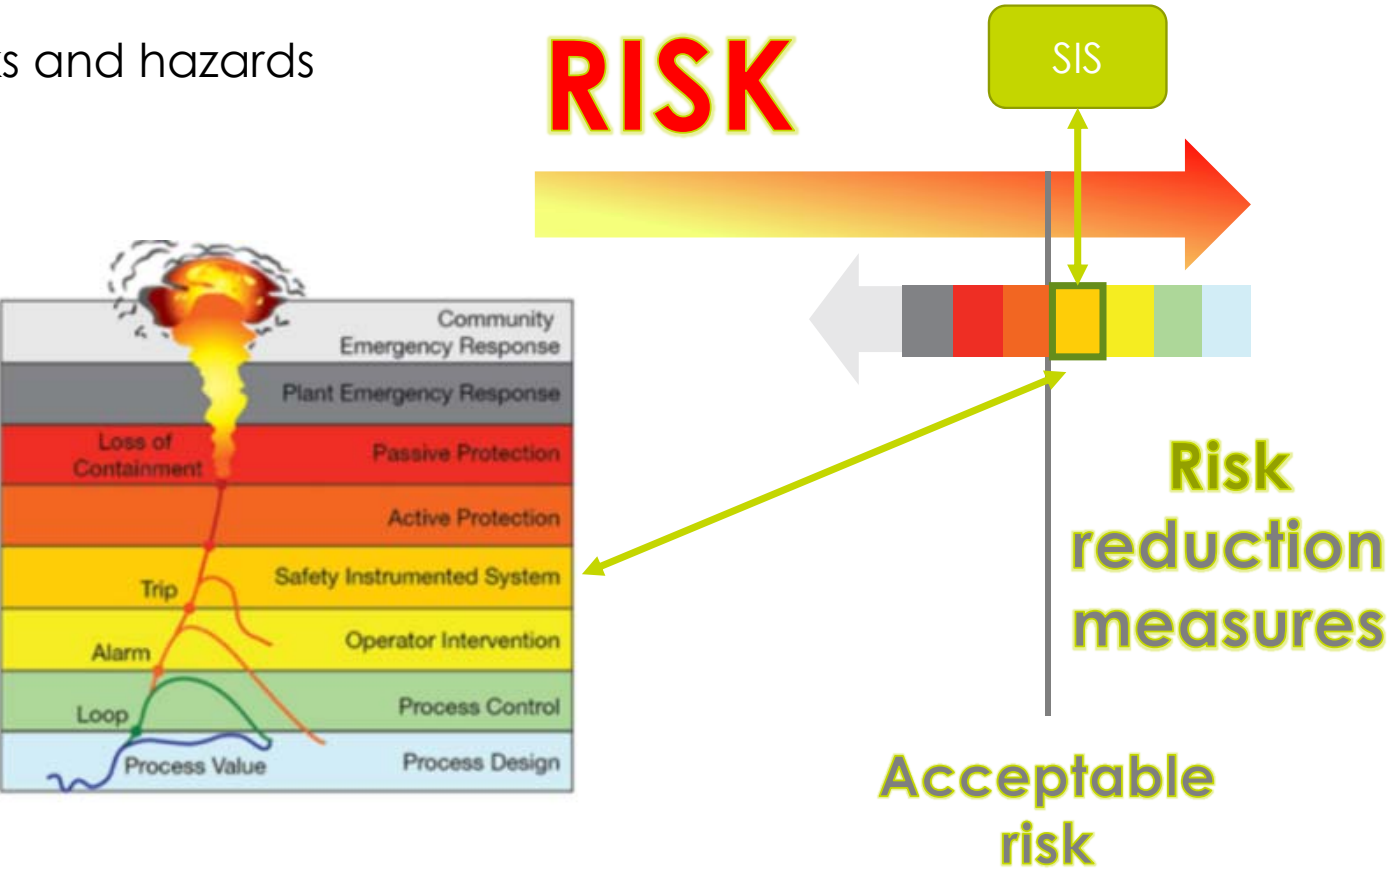 and hazards
RISK
SIS
Community
Emergency Response
Plant Emergency Response
Loss of
Containment
Passive Protection
Active Protection
Safety Instrumented System
Trip
Operator Intervention
Alarm
Process Control
Loop
Process Design
Process Value
Risk
reduction
measures
Acceptable
risk